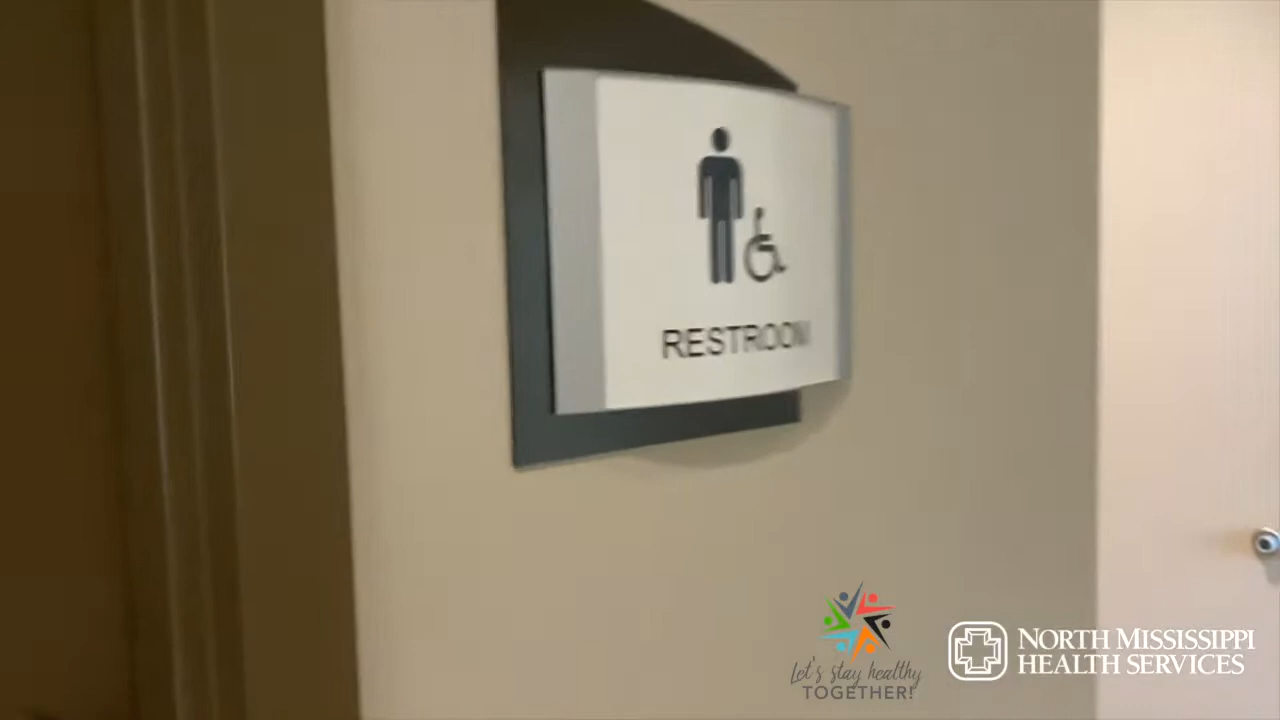 RESTROOM
Let's stay healthy
TOGETHER!
NORTH MISSISSIPPI
HEALTH SERVICES